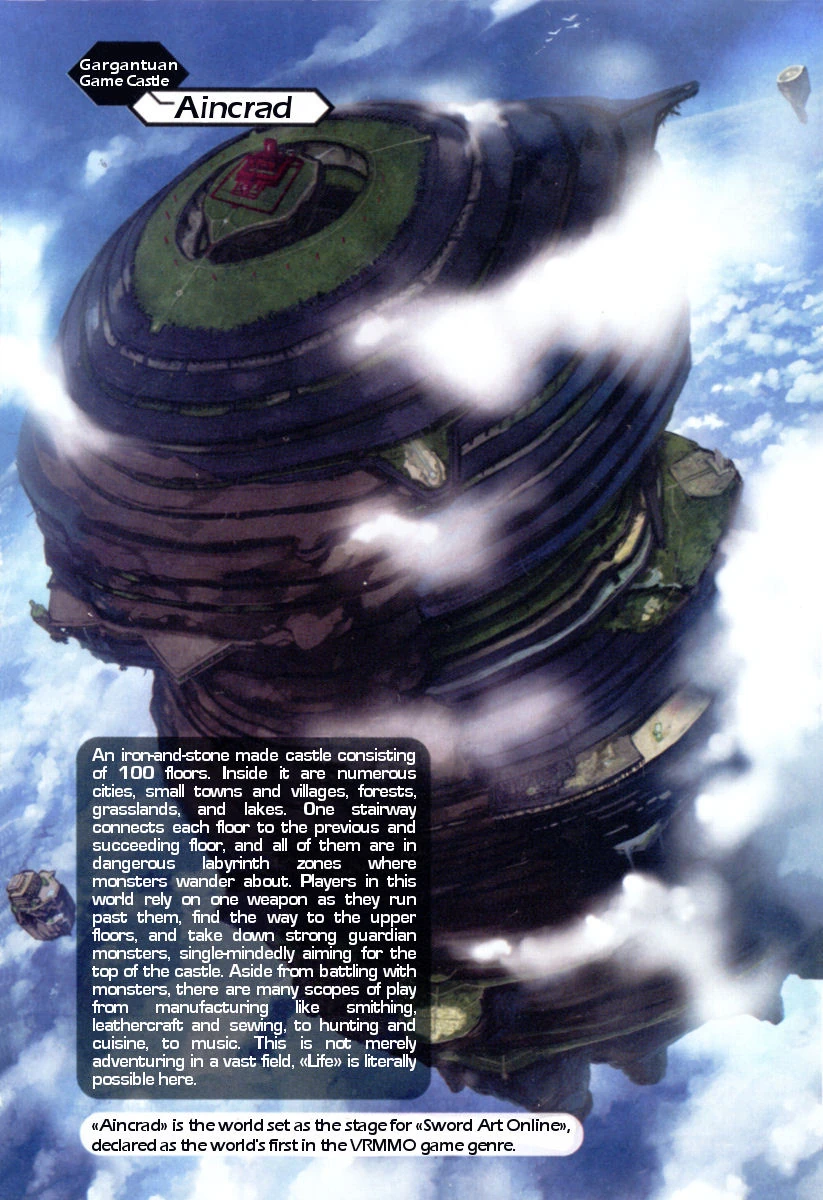 Gargantuan
Game Castle
Aincrad
An iron-and-stone made castle consisting
of 100 floors. Inside it are numerous
cities, small towns and villages, forests,
grasslands, and lakes. One stairway
connects each floor to the previous and
succeeding floor, and all of them are in
dangerous labyrinth zones where
monsters wander about. Players in this
world rely on one weapon as they run
past them, find the way to the upper
floors, and take down strong guardian
monsters, single-mindedly aiming for the
top of the castle. Aside from battling with
monsters, there are many scopes of play
from manufacturing like smithing,
leathercraft and sewing, to hunting and
cuisine, to music. This is not merely
adventuring in a vast field, «Life» is literally
possible here.
«Aincrad» is the world set as the stage for «Sword Art Online»,
declared as the world's first in the VRMMO game genre.